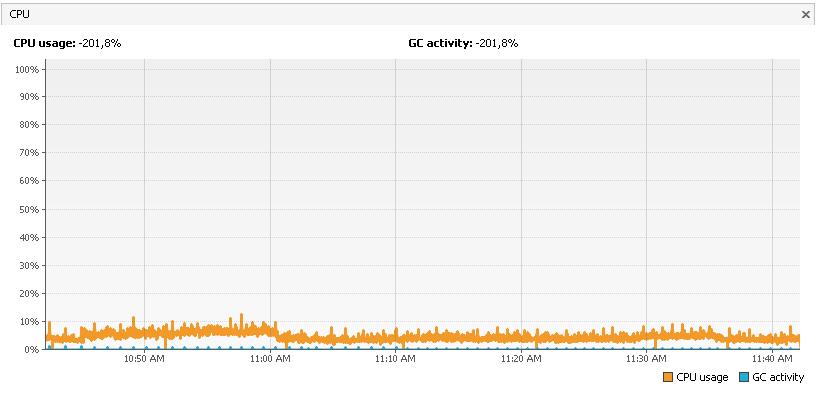 CPU
CPU usage: -201,8% GC activity: -201,8%
100%
90%
80%
70%
60%
50%
40%
30%
20%
10%
0%
10:50 AM 11:00 AM 11:10 AM 11:20 AM 11:30 AM 11:40 AM
CPU usage GC activity